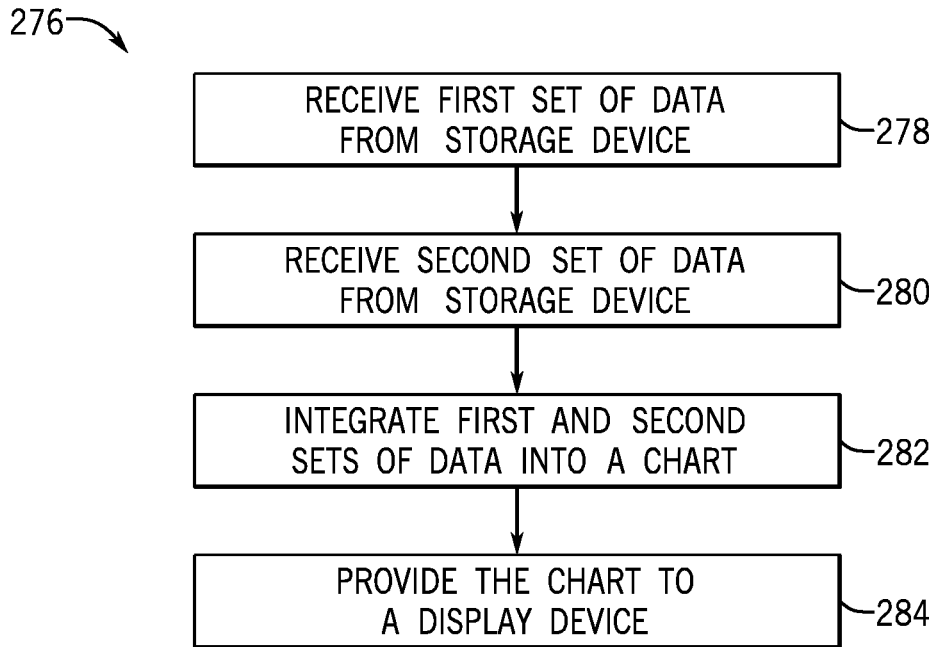 276
RECEIVE FIRST SET OF DATA
FROM STORAGE DEVICE
278
RECEIVE SECOND SET OF DATA
FROM STORAGE DEVICE
280
INTEGRATE FIRST AND SECOND
SETS OF DATA INTO A CHART
282
PROVIDE THE CHART TO
A DISPLAY DEVICE
284